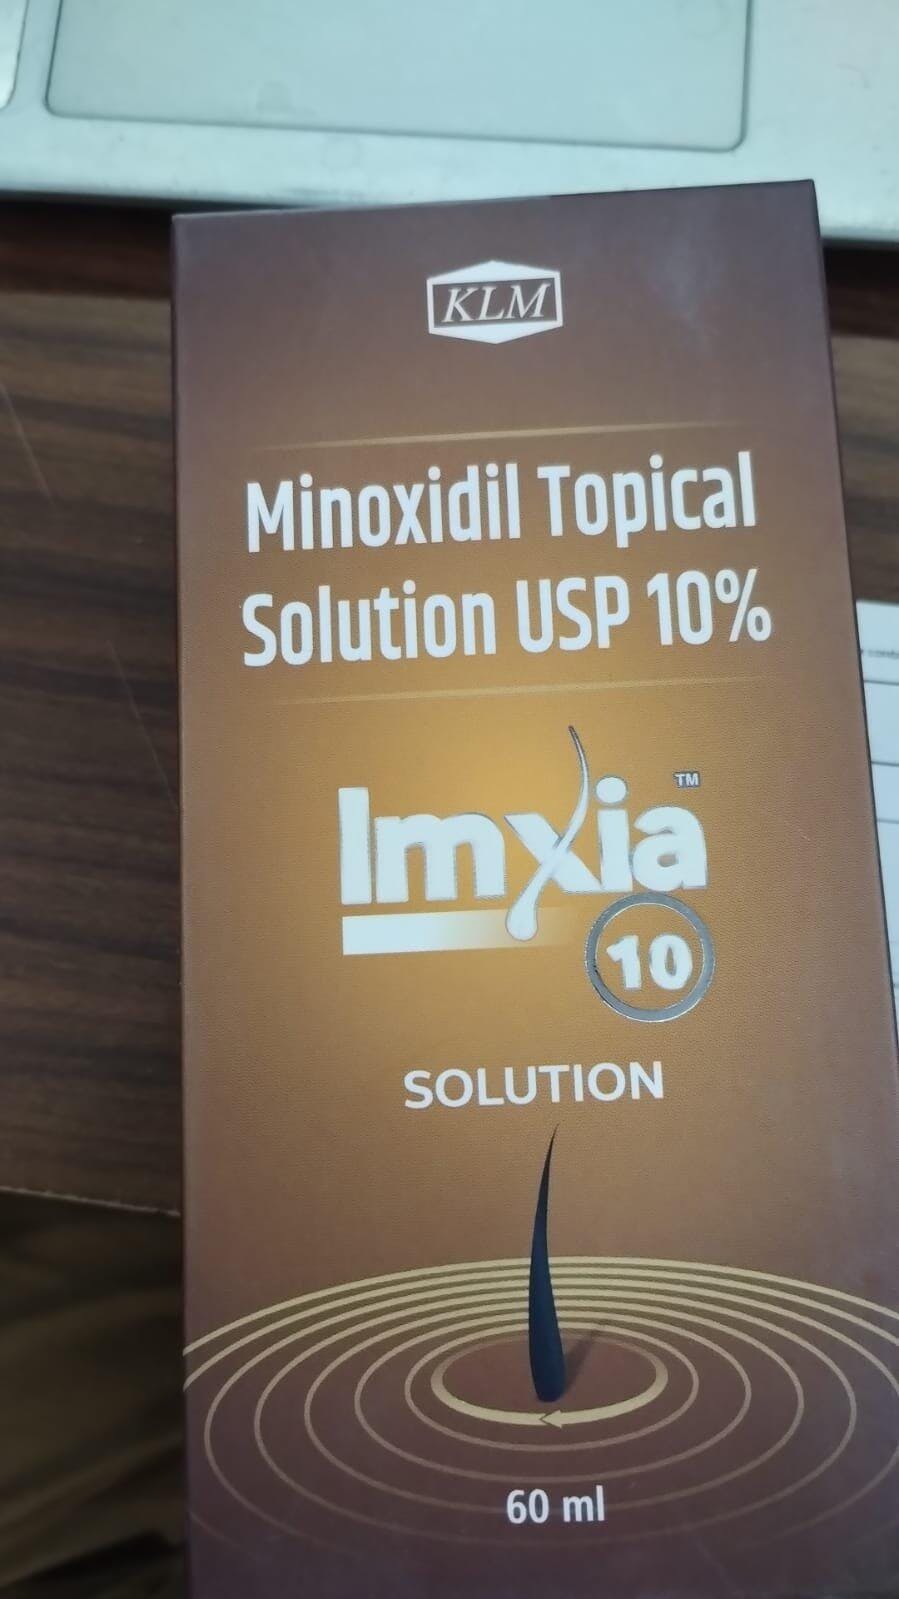 KLM
Minoxidil Topical
Solution USP 10%
Imxia™
10
SOLUTION
60 ml